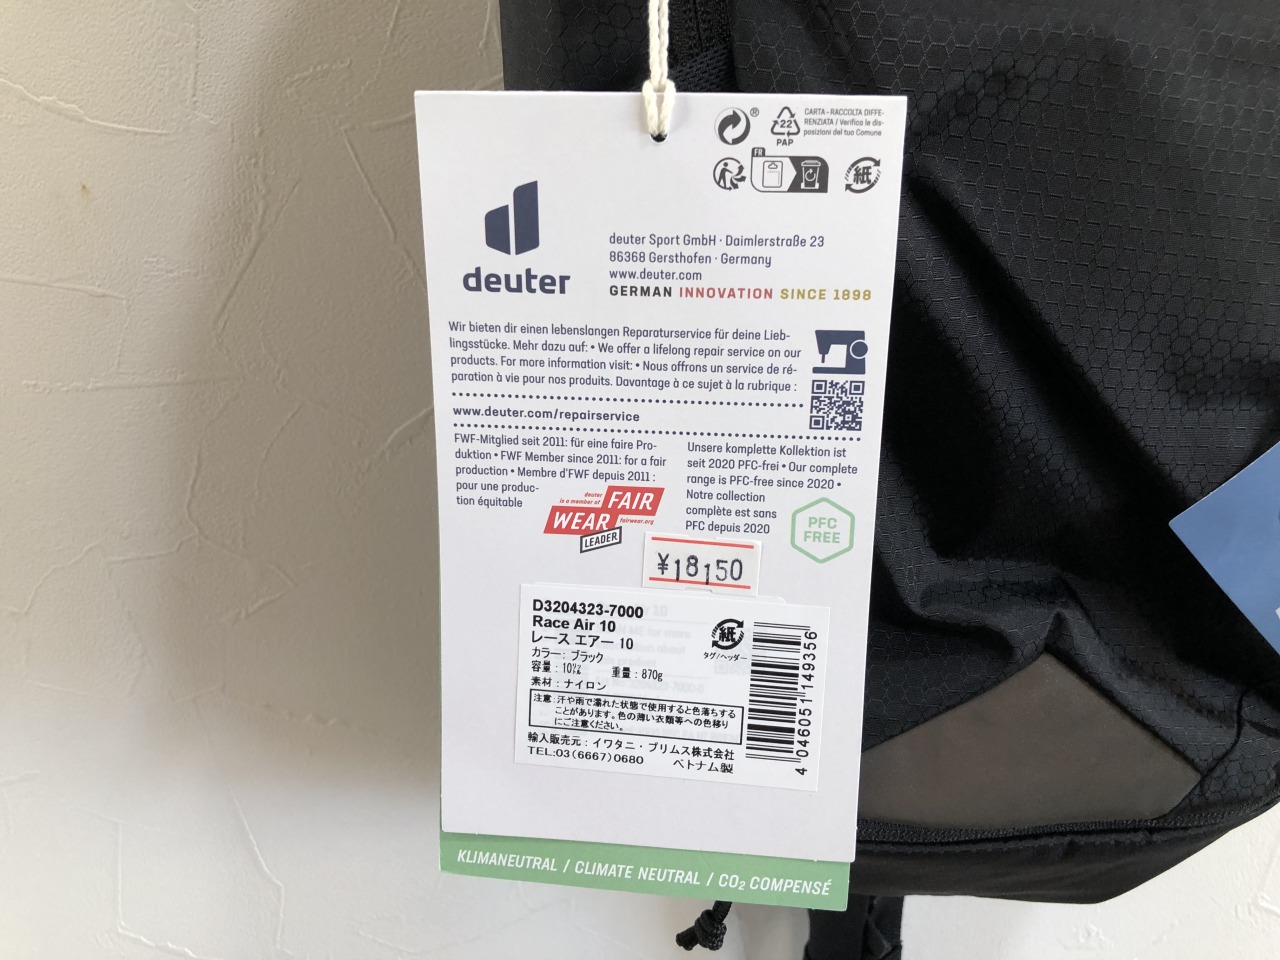 CARTA - RACCOLTA DIFFE-
RENZIATA / Verifica le dis-
posizioni del tuo Comune
22
PAP
FR
紙
deuter
deuter Sport GmbH · Daimlerstraße 23
86368 Gersthofen · Germany
www.deuter.com
GERMAN INNOVATION SINCE 1898
Wir bieten dir einen lebenslangen Reparaturservice für deine Lieb-
lingsstücke. Mehr dazu auf: • We offer a lifelong repair service on our
products. For more information visit: • Nous offrons un service de ré-
paration à vie pour nos produits. Davantage à ce sujet à la rubrique :
www.deuter.com/repairservice
FWF-Mitglied seit 2011: für eine faire Pro-
duktion • FWF Member since 2011: for a fair
production • Membre d'FWF depuis 2011 :
pour une produc-
tion équitable
deuter
is a member of
FAIR
WEAR
fairwear.org
LEADER
Unsere komplette Kollektion ist
seit 2020 PFC-frei • Our complete
range is PFC-free since 2020 •
Notre collection
complète est sans
PFC depuis 2020
PFC
FREE
¥18150
D3204323-7000
Race Air 10
レース エアー 10
カラー: ブラック
容量: 10㍑ 重量: 870g
素材: ナイロン
紙
タグ/ヘッダー
注意: 汗や雨で濡れた状態で使用すると色落ちする
ことがあります。色の薄い衣類等への色移り
にご注意ください。
輸入販売元: イワタニ・プリムス株式会社
TEL:03(6667)0680 ベトナム製
4 046051 149356
KLIMANEUTRAL / CLIMATE NEUTRAL / CO₂ COMPENSÉ